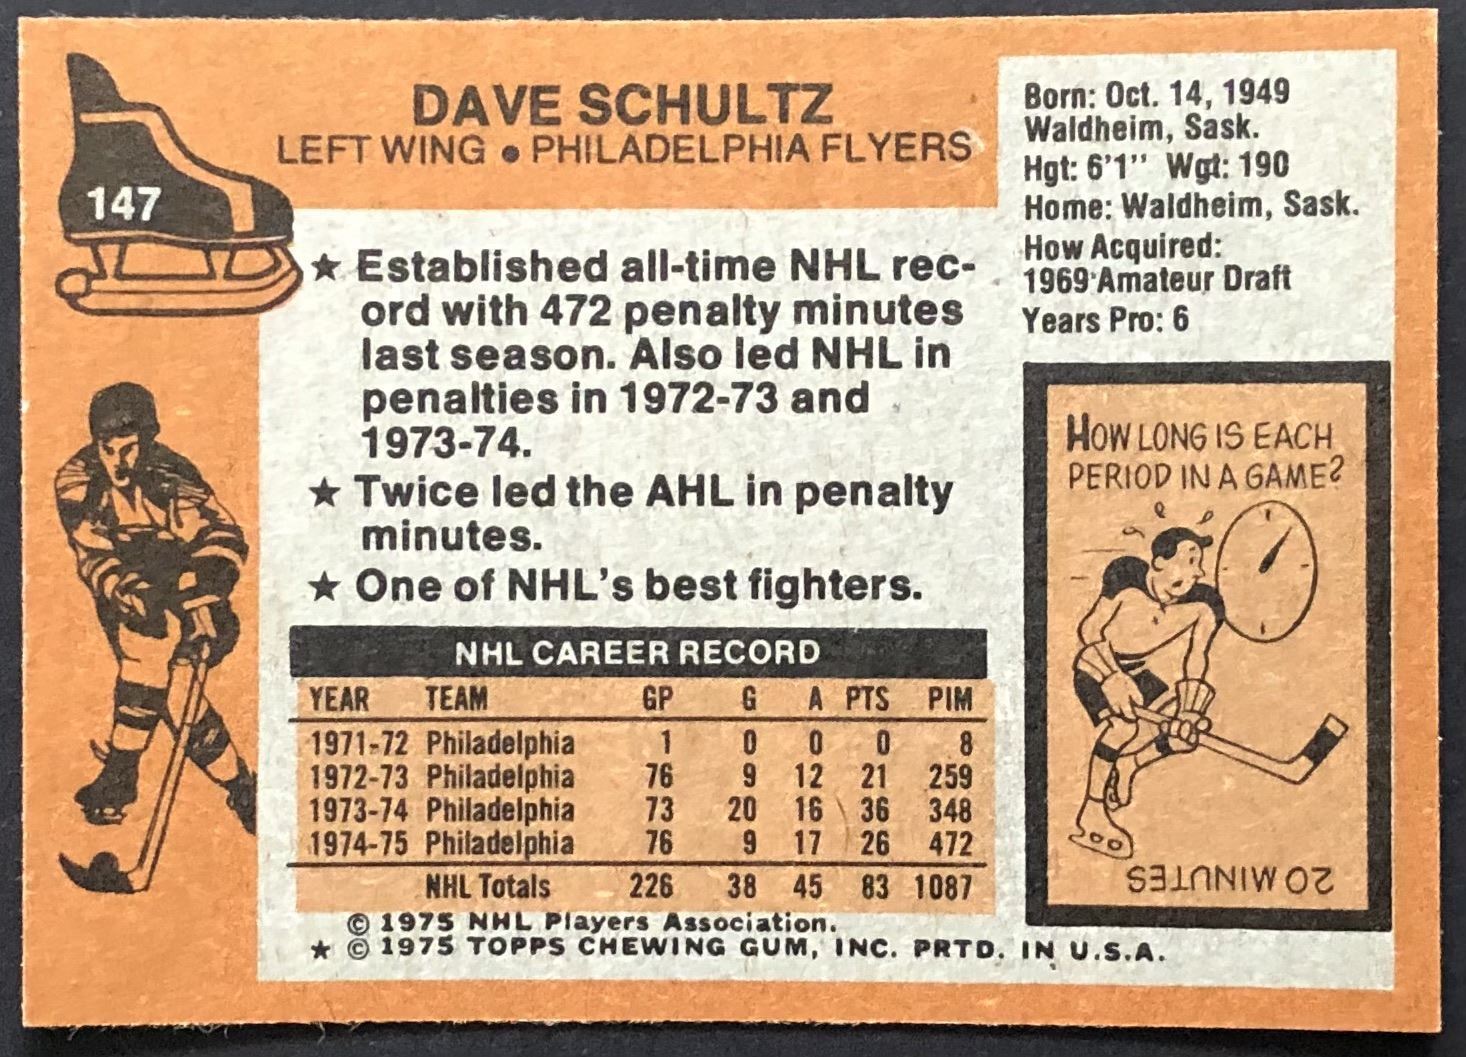 DAVE SCHULTZ
LEFT WING • PHILADELPHIA FLYERS
147
★ Established all-time NHL rec-
ord with 472 penalty minutes
last season. Also led NHL in
penalties in 1972-73 and
1973-74.
★ Twice led the AHL in penalty
minutes.
★ One of NHL's best fighters.
NHL CAREER RECORD
YEAR TEAM GP G A PTS PIM
1971-72 Philadelphia 1 0 0 0 8
1972-73 Philadelphia 76 9 12 21 259
1973-74 Philadelphia 73 20 16 36 348
1974-75 Philadelphia 76 9 17 26 472
NHL Totals 226 38 45 83 1087
© 1975 NHL Players Association.
★ © 1975 TOPPS CHEWING GUM, INC. PRTD. IN U.S.A.
Born: Oct. 14, 1949
Waldheim, Sask.
Hgt: 6'1" Wgt: 190
Home: Waldheim, Sask.
How Acquired:
1969 Amateur Draft
Years Pro: 6
HOW LONG IS EACH
PERIOD IN A GAME?
20 MINUTES